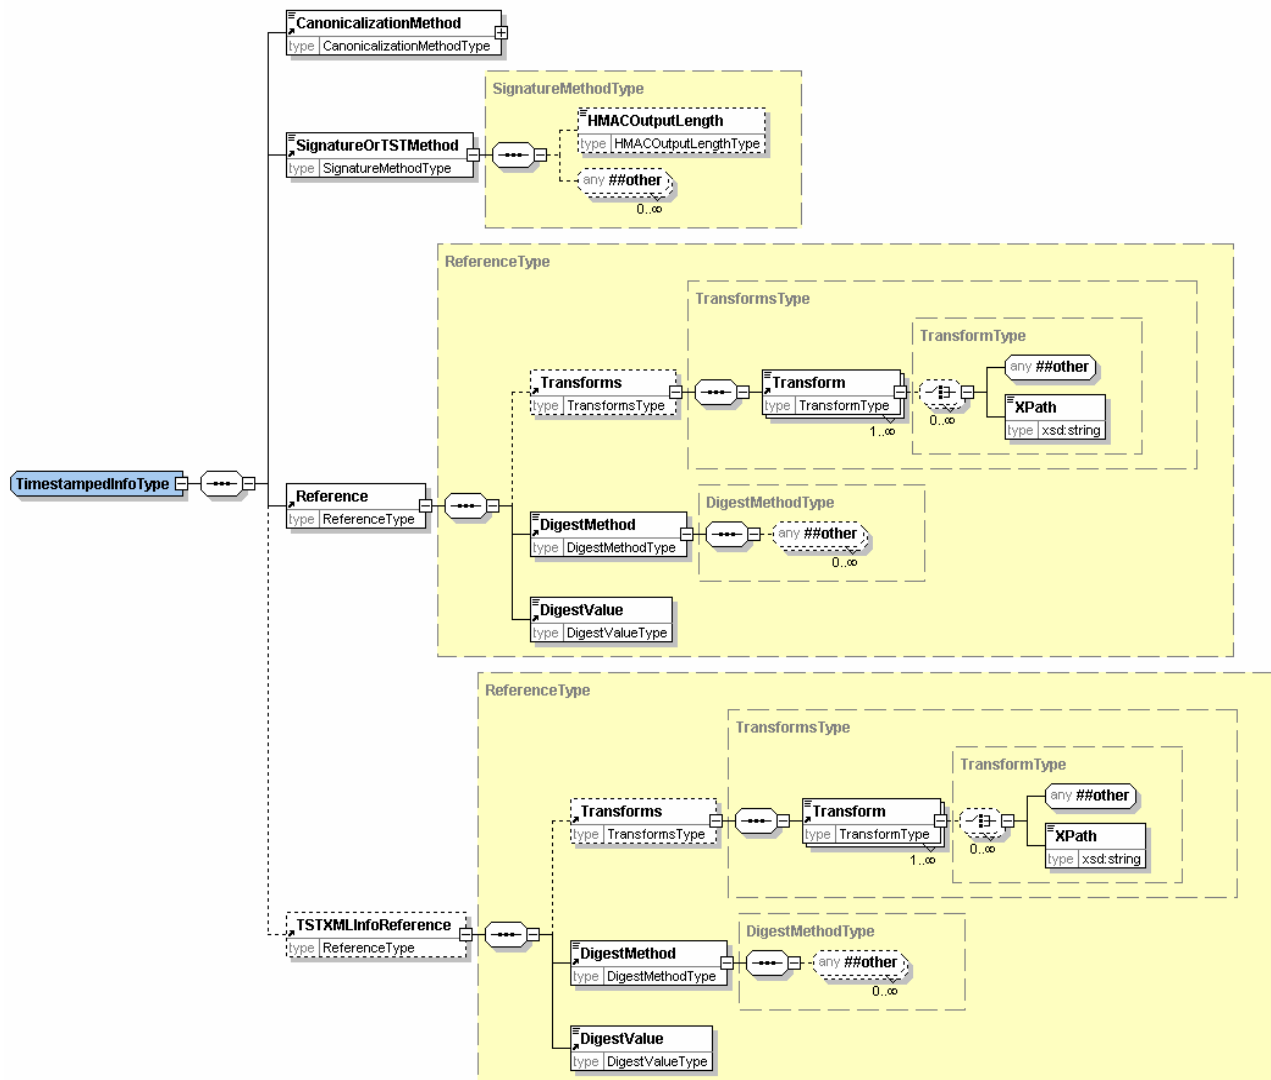 CanonicalizationMethod
type CanonicalizationMethodType
SignatureMethodType
HMACOutputLength
type HMACOutputLengthType
SignatureOrTSTMethod
type SignatureMethodType
any ##other
0..∞
ReferenceType
TransformsType
TransformType
any ##other
Transforms
type TransformsType
Transform
type TransformType
1..∞
0..∞
XPath
type xsd:string
TimestampedInfoType
Reference
type ReferenceType
DigestMethodType
DigestMethod
type DigestMethodType
any ##other
0..∞
DigestValue
type DigestValueType
ReferenceType
TransformsType
TransformType
any ##other
Transforms
type TransformsType
Transform
type TransformType
1..∞
0..∞
XPath
type xsd:string
TSTXMLInfoReference
type ReferenceType
DigestMethodType
DigestMethod
type DigestMethodType
any ##other
0..∞
DigestValue
type DigestValueType